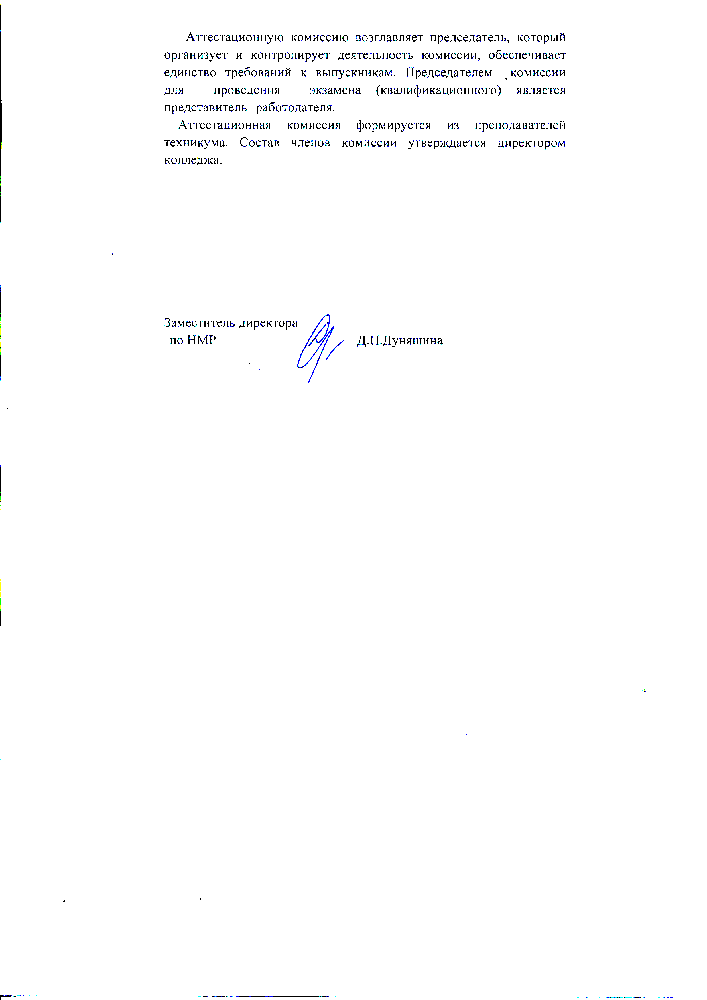 Аттестационную комиссию возглавляет председатель, который
организует и контролирует деятельность комиссии, обеспечивает
единство требований к выпускникам. Председателем комиссии
для проведения экзамена (квалификационного) является
представитель работодателя.
Аттестационная комиссия формируется из преподавателей
техникума. Состав членов комиссии утверждается директором
колледжа.
Заместитель директора
по НМР Д.П.Дуняшина